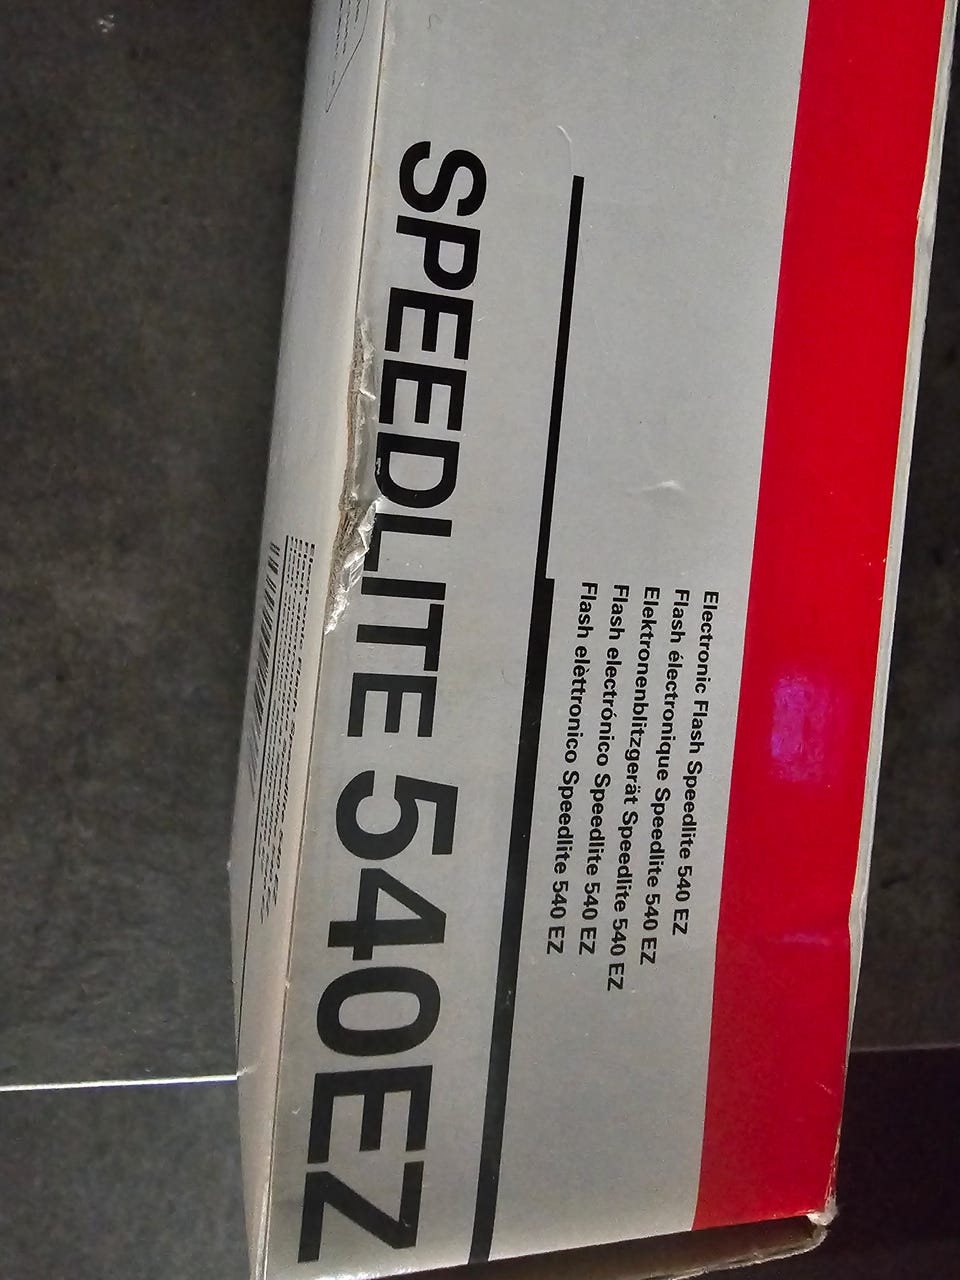 Electronic Flash Speedlite 540 EZ
Flash électronique Speedlite 540 EZ
Elektronenblitzgerät Speedlite 540 EZ
Flash electrónico Speedlite 540 EZ
Flash elèttronico Speedlite 540 EZ
SPEEDLITE 540EZ